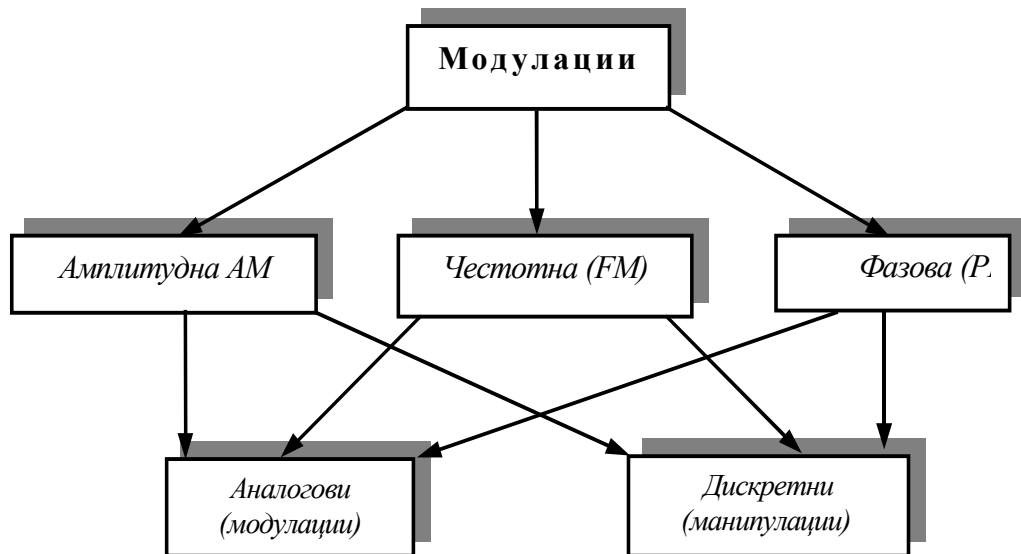 Модулации
Амплитудна АМ
Честотна (FM)
Фазова (P
Аналогови
(модулации)
Дискретни
(манипулации)